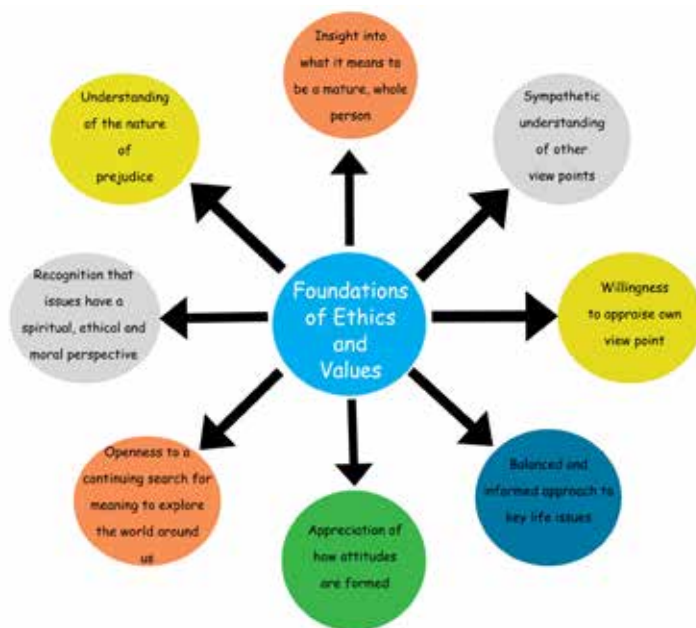 Insight into
what it means to
be a mature, whole
person
Sympathetic
understanding
of other
view points
Willingness
to appraise own
view point
Balanced and
informed approach to
key life issues
Appreciation of
how attitudes
are formed
Openness to a
continuing search for
meaning to explore
the world around
us
Recognition that
issues have a
spiritual, ethical and
moral perspective
Understanding
of the nature
of
prejudice
Foundations
of Ethics
and
Values